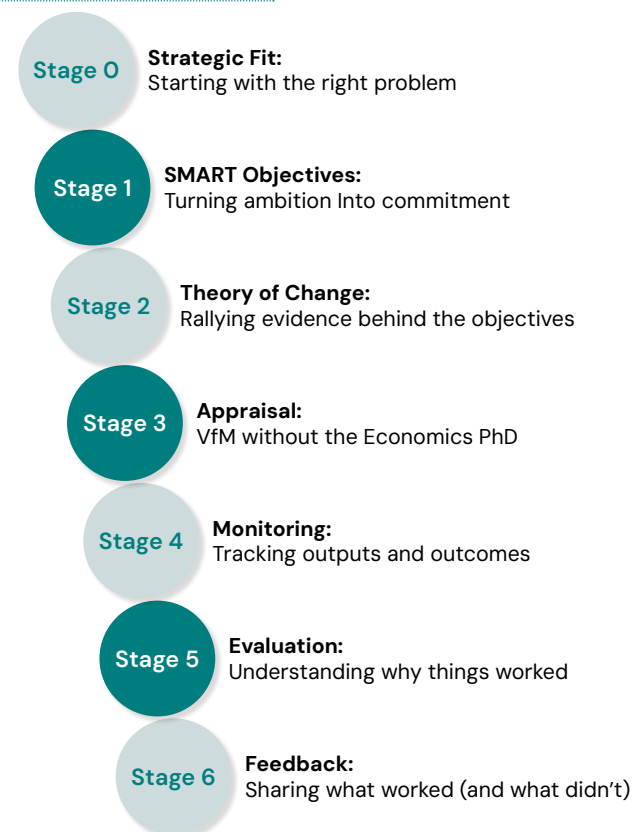 Stage 0
Strategic Fit:
Starting with the right problem
Stage 1
SMART Objectives:
Turning ambition Into commitment
Stage 2
Theory of Change:
Rallying evidence behind the objectives
Stage 3
Appraisal:
VfM without the Economics PhD
Stage 4
Monitoring:
Tracking outputs and outcomes
Stage 5
Evaluation:
Understanding why things worked
Stage 6
Feedback:
Sharing what worked (and what didn’t)